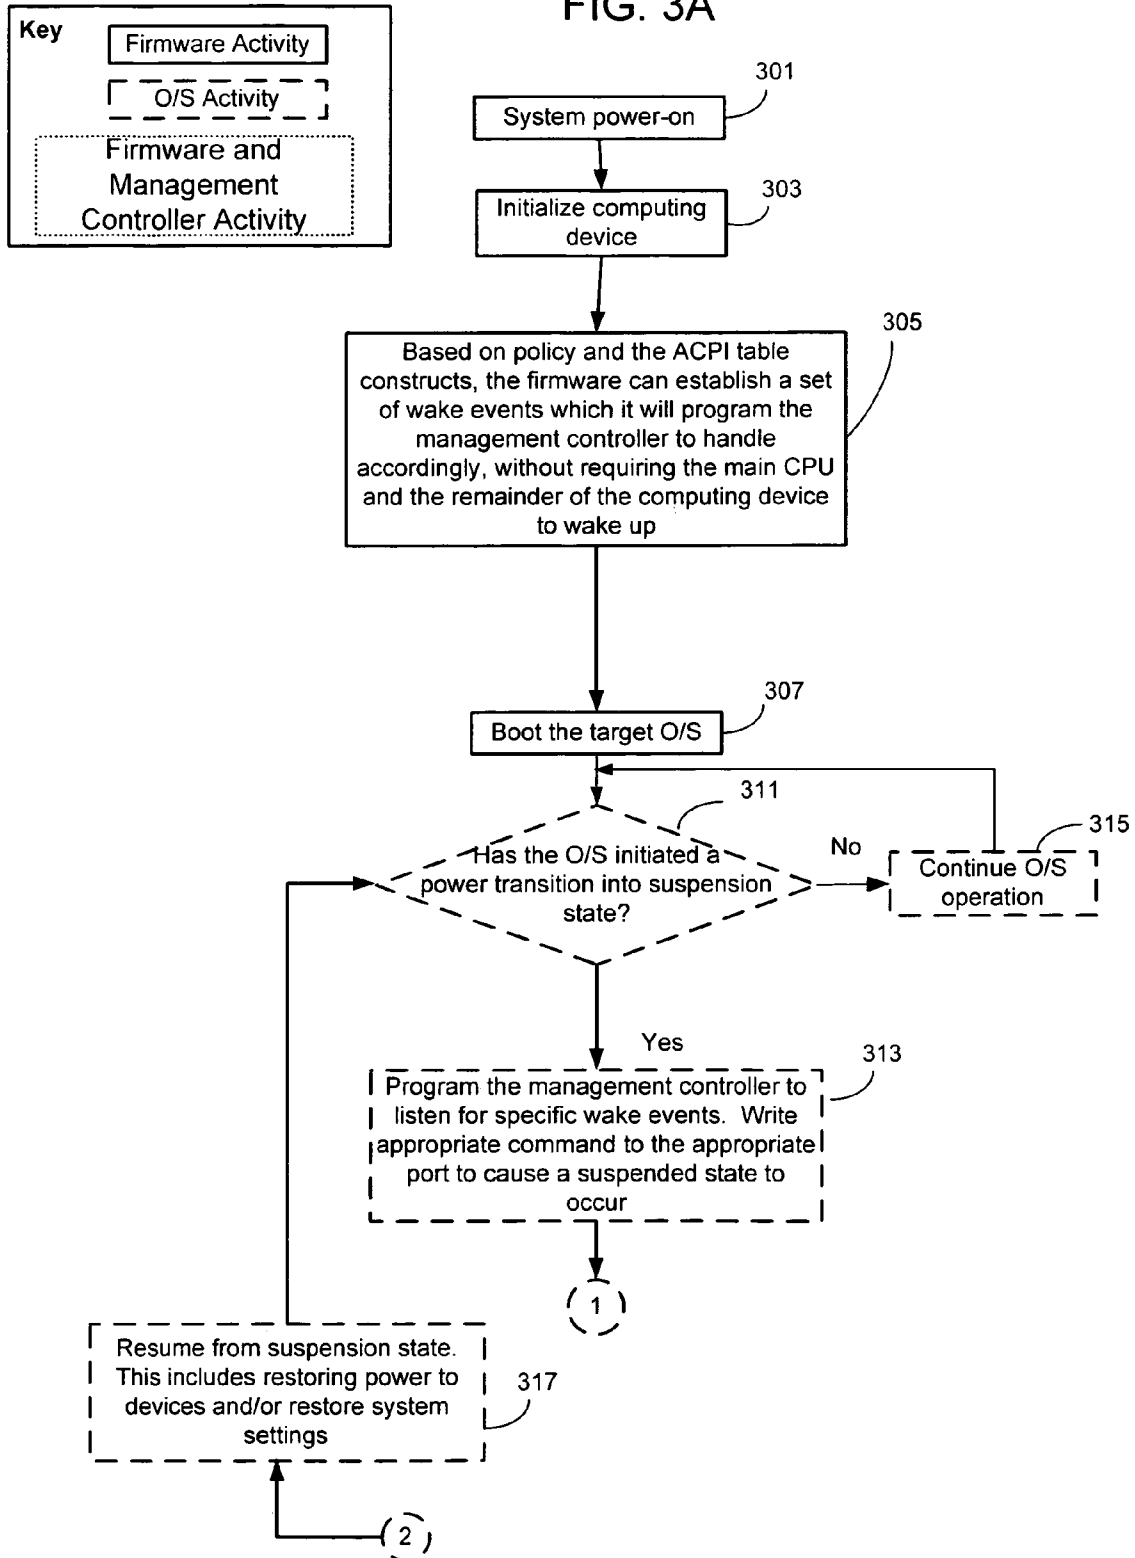 FIG. 3A
Key
Firmware Activity
O/S Activity
Firmware and
Management
Controller Activity
301
System power-on
303
Initialize computing
device
305
Based on policy and the ACPI table
constructs, the firmware can establish a set
of wake events which it will program the
management controller to handle
accordingly, without requiring the main CPU
and the remainder of the computing device
to wake up
307
Boot the target O/S
311
Has the O/S initiated a
power transition into suspension
state?
No
315
Continue O/S
operation
Yes
313
Program the management controller to
listen for specific wake events.  Write
appropriate command to the appropriate
port to cause a suspended state to
occur
1
Resume from suspension state.
This includes restoring power to
devices and/or restore system
settings
317
2